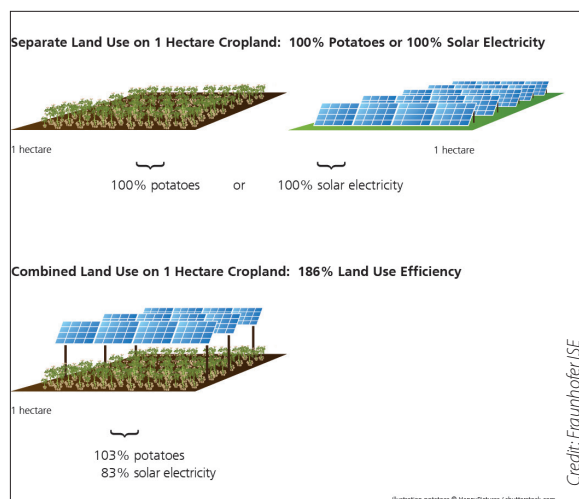 Separate Land Use on 1 Hectare Cropland: 100% Potatoes or 100% Solar Electricity
1 hectare
1 hectare
100% potatoes or 100% solar electricity
Combined Land Use on 1 Hectare Cropland: 186% Land Use Efficiency
1 hectare
103% potatoes
83% solar electricity
Credit: Fraunhofer ISE